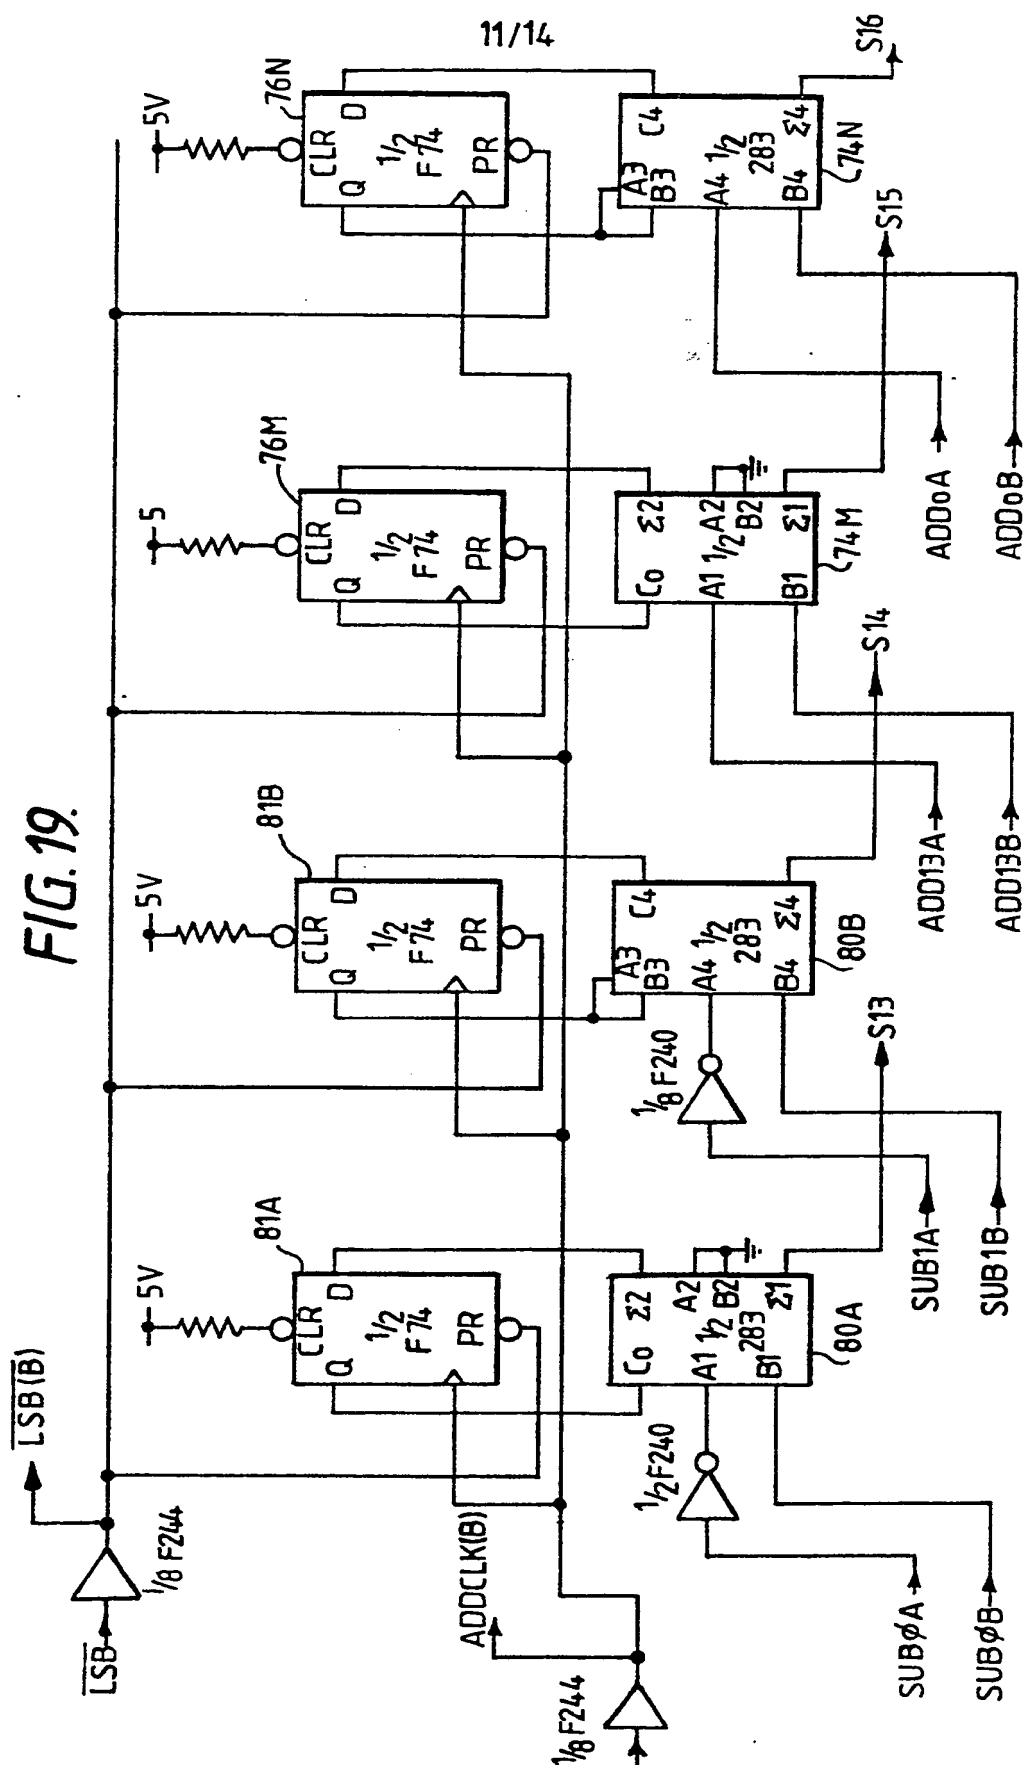 11/14
FIG. 19.
LSB
1/8 F244
LSB(B)
ADDCLK(B)
1/8 F244
5V
81A
CLR
Q
D
1/2
F74
PR
5V
81B
CLR
Q
D
1/2
F74
PR
5
76M
CLR
Q
D
1/2
F74
PR
5V
76N
CLR
Q
D
1/2
F74
PR
C0
Σ2
A1
1/2
283
A2
B2
B1
Σ1
80A
1/2 F240
SUBØA
SUBØB
S13
A3
B3
C4
A4
1/2
283
B4
Σ4
80B
1/8 F240
SUB1A
SUB1B
S14
C0
Σ2
A1
1/2
A2
B2
B1
Σ1
74M
ADD13A
ADD13B
S15
A3
B3
C4
A4
1/2
283
B4
Σ4
74N
ADD0A
ADD0B
S16